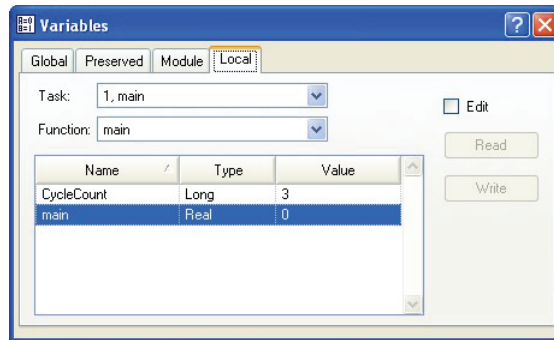 Variables
Global Preserved Module Local
Task: 1, main
Edit
Function: main
Read
Name Type Value
Write
CycleCount Long 3
main Real 0